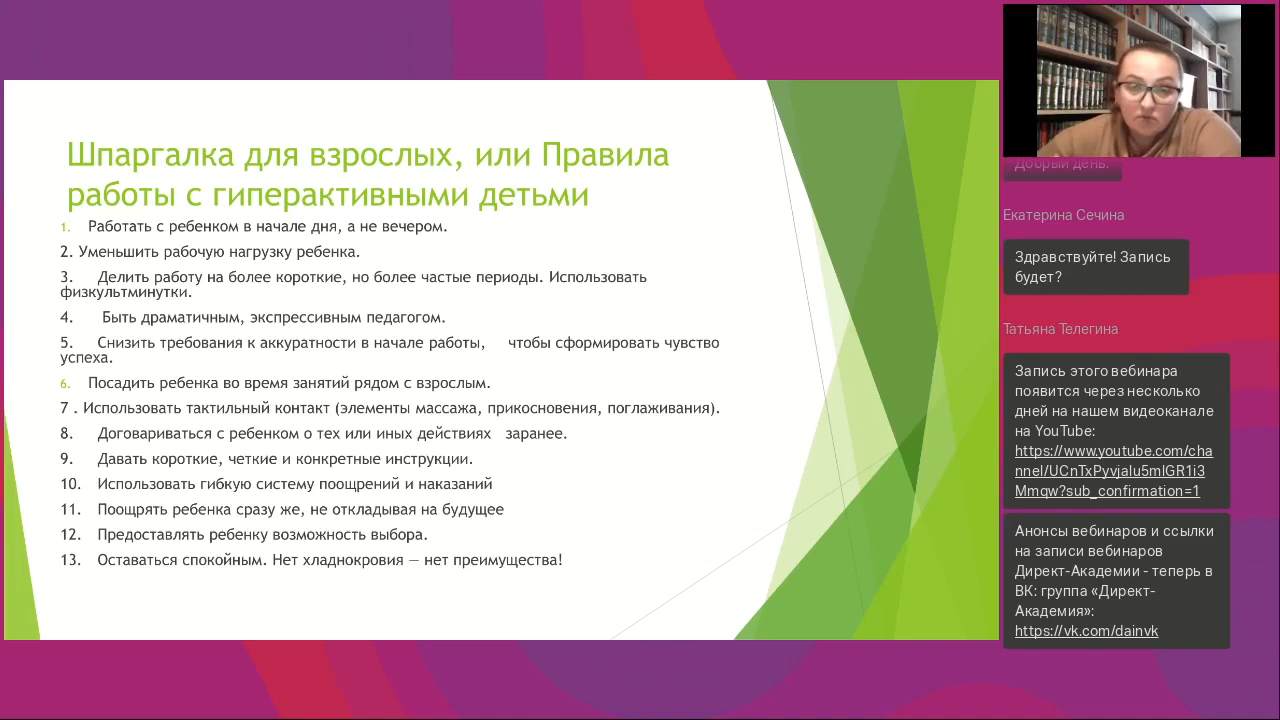 Шпаргалка для взрослых, или Правила
работы с гиперактивными детьми
1. Работать с ребенком в начале дня, а не вечером.
2. Уменьшить рабочую нагрузку ребенка.
3. Делить работу на более короткие, но более частые периоды. Использовать
физкультминутки.
4. Быть драматичным, экспрессивным педагогом.
5. Снизить требования к аккуратности в начале работы, чтобы сформировать чувство
успеха.
6. Посадить ребенка во время занятий рядом с взрослым.
7 . Использовать тактильный контакт (элементы массажа, прикосновения, поглаживания).
8. Договариваться с ребенком о тех или иных действиях заранее.
9. Давать короткие, четкие и конкретные инструкции.
10. Использовать гибкую систему поощрений и наказаний
11. Поощрять ребенка сразу же, не откладывая на будущее
12. Предоставлять ребенку возможность выбора.
13. Оставаться спокойным. Нет хладнокровия — нет преимущества!
Добрый день.
Екатерина Сечина
Здравствуйте! Запись
будет?
Татьяна Телегина
Запись этого вебинара
появится через несколько
дней на нашем видеоканале
на YouTube:
https://www.youtube.com/cha
nnel/UCnTxPyvjaIu5mIGR1i3
Mmqw?sub_confirmation=1
Анонсы вебинаров и ссылки
на записи вебинаров
Директ-Академии - теперь в
ВК: группа «Директ-
Академия»:
https://vk.com/dainvk